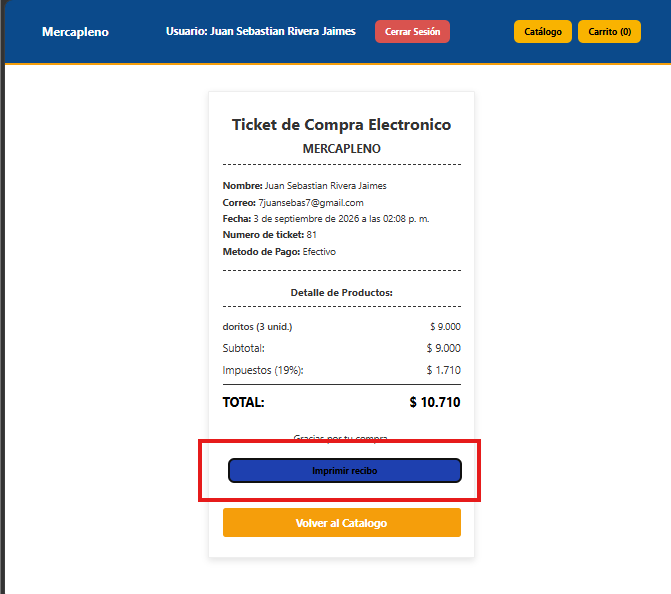 Mercapleno Usuario: Juan Sebastian Rivera Jaimes Cerrar Sesión Catálogo Carrito (0)
Ticket de Compra Electronico
MERCAPLENO
Nombre: Juan Sebastian Rivera Jaimes
Correo: 7juansebas7@gmail.com
Fecha: 3 de septiembre de 2026 a las 02:08 p. m.
Numero de ticket: 81
Metodo de Pago: Efectivo
Detalle de Productos:
doritos (3 unid.) $ 9.000
Subtotal: $ 9.000
Impuestos (19%): $ 1.710
TOTAL: $ 10.710
Gracias por tu compra
Imprimir recibo
Volver al Catalogo